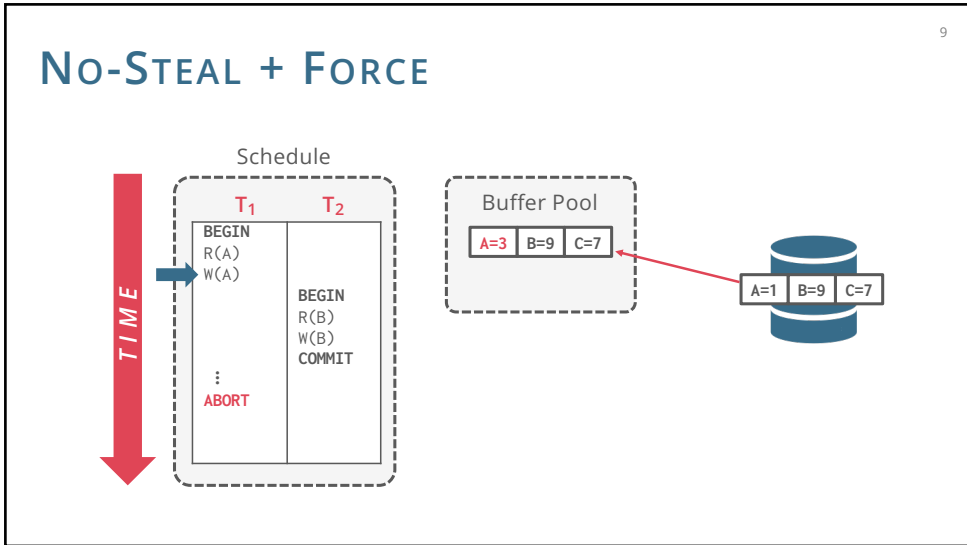 9
NO-STEAL + FORCE
Schedule
T1 T2
BEGIN
R(A)
W(A)
BEGIN
R(B)
W(B)
COMMIT
⋮
ABORT
TIME
Buffer Pool
A=3 B=9 C=7
A=1 B=9 C=7